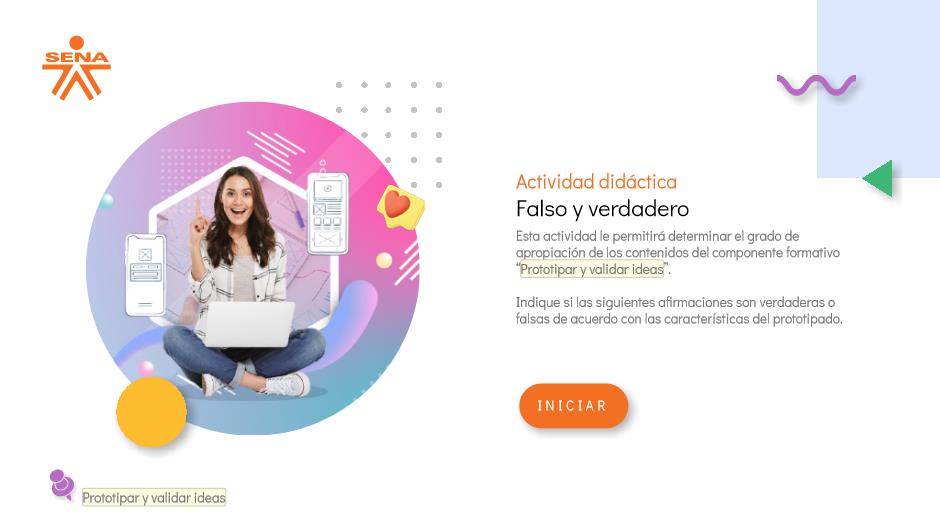 SENA
Actividad didáctica
Falso y verdadero
Esta actividad le permitirá determinar el grado de
apropiación de los contenidos del componente formativo
“Prototipar y validar ideas”.
Indique si las siguientes afirmaciones son verdaderas o
falsas de acuerdo con las características del prototipado.
INICIAR
Prototipar y validar ideas